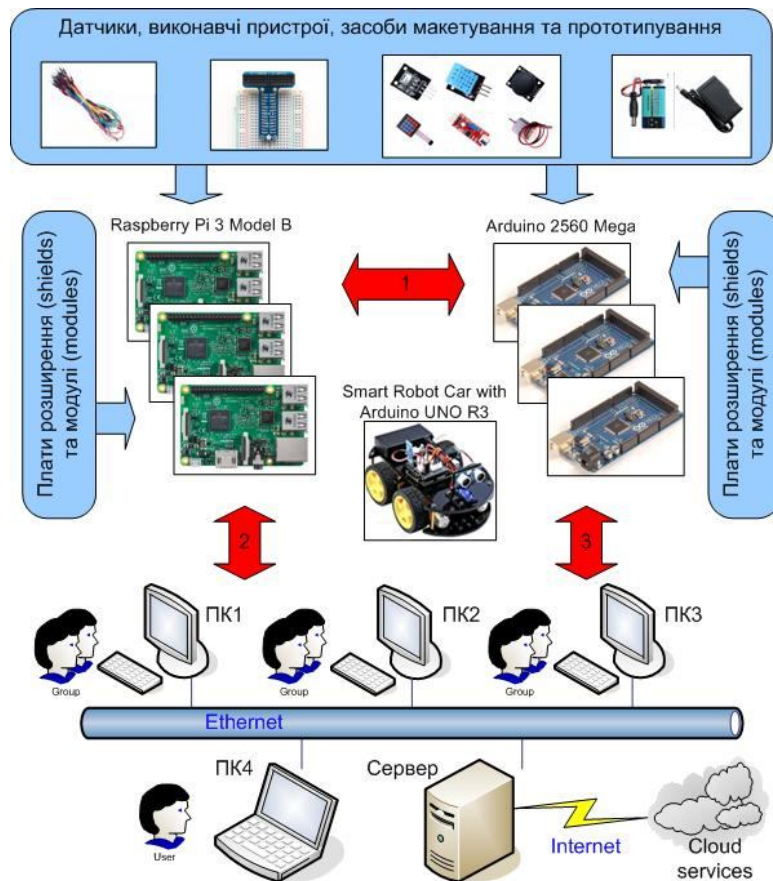 Датчики, виконавчі пристрої, засоби макетування та прототипування
Raspberry Pi 3 Model B
Arduino 2560 Mega
Плати розширення (shields)
та модулі (modules)
1
Плати розширення (shields)
та модулі (modules)
Smart Robot Car with
Arduino UNO R3
2
3
ПК1
ПК2
ПК3
Group
Group
Group
Ethernet
ПК4
Сервер
User
Internet
Cloud
services